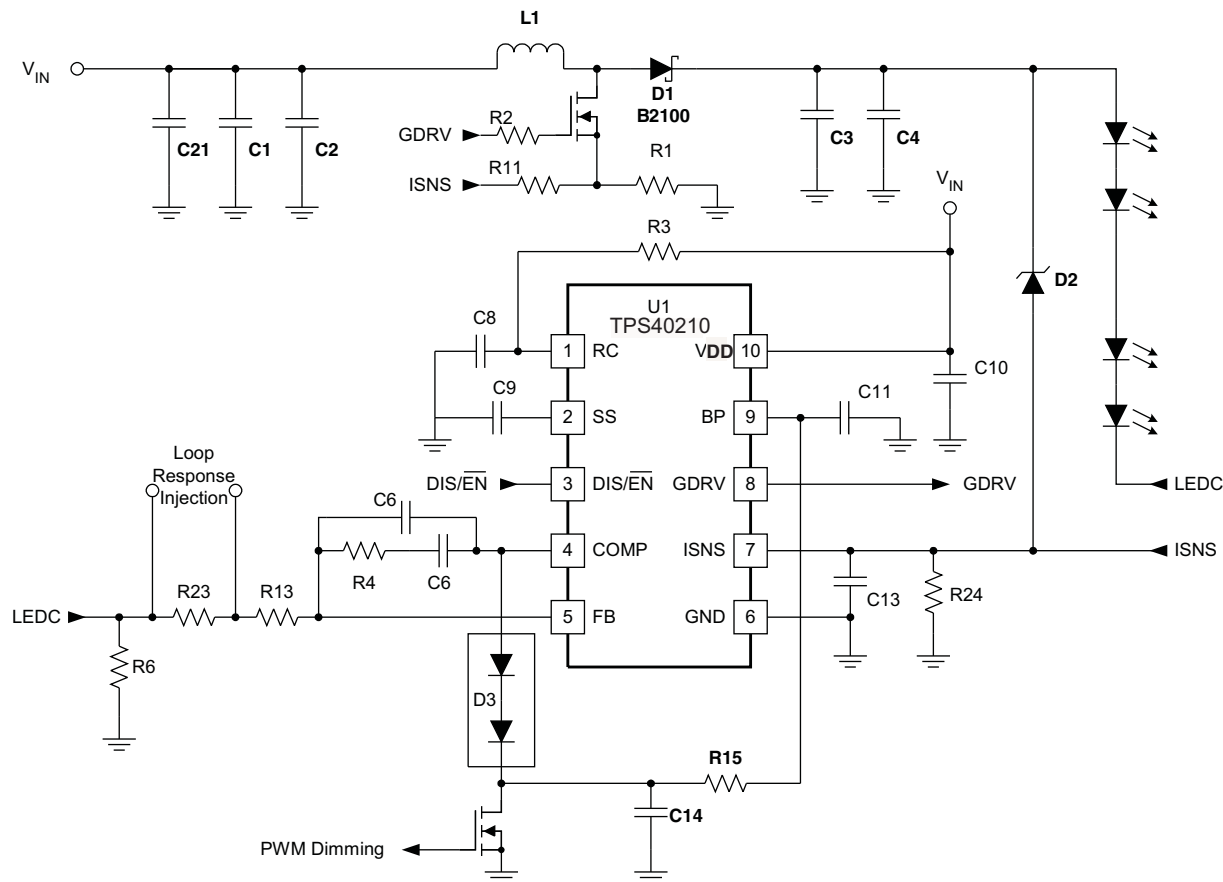 L1
VIN
D1
B2100
R2
GDRV
C21
C1
C2
C3
C4
R11
R1
ISNS
VIN
R3
D2
U1
TPS40210
C8
1
RC
VDD
10
C10
C9
C11
2
SS
BP
9
Loop
Response
Injection
DIS/EN
3
DIS/EN
GDRV
8
GDRV
LEDC
C6
4
COMP
ISNS
7
ISNS
R4
C6
C13
R24
R23
R13
LEDC
5
FB
GND
6
R6
D3
R15
C14
PWM Dimming